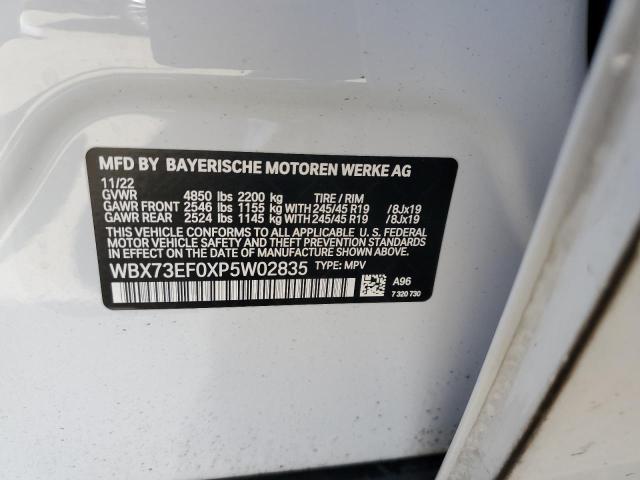 MFD BY BAYERISCHE MOTOREN WERKE AG
11/22
GVWR 4850 lbs 2200 kg TIRE / RIM
GAWR FRONT 2546 lbs 1155 kg WITH 245/45 R19 /8Jx19
GAWR REAR 2524 lbs 1145 kg WITH 245/45 R19 /8Jx19
THIS VEHICLE CONFORMS TO ALL APPLICABLE U. S. FEDERAL
MOTOR VEHICLE SAFETY AND THEFT PREVENTION STANDARDS
IN EFFECT ON THE DATE OF MANUFACTURE SHOWN ABOVE.
WBX73EF0XP5W02835 TYPE: MPV
A96
7 320 730